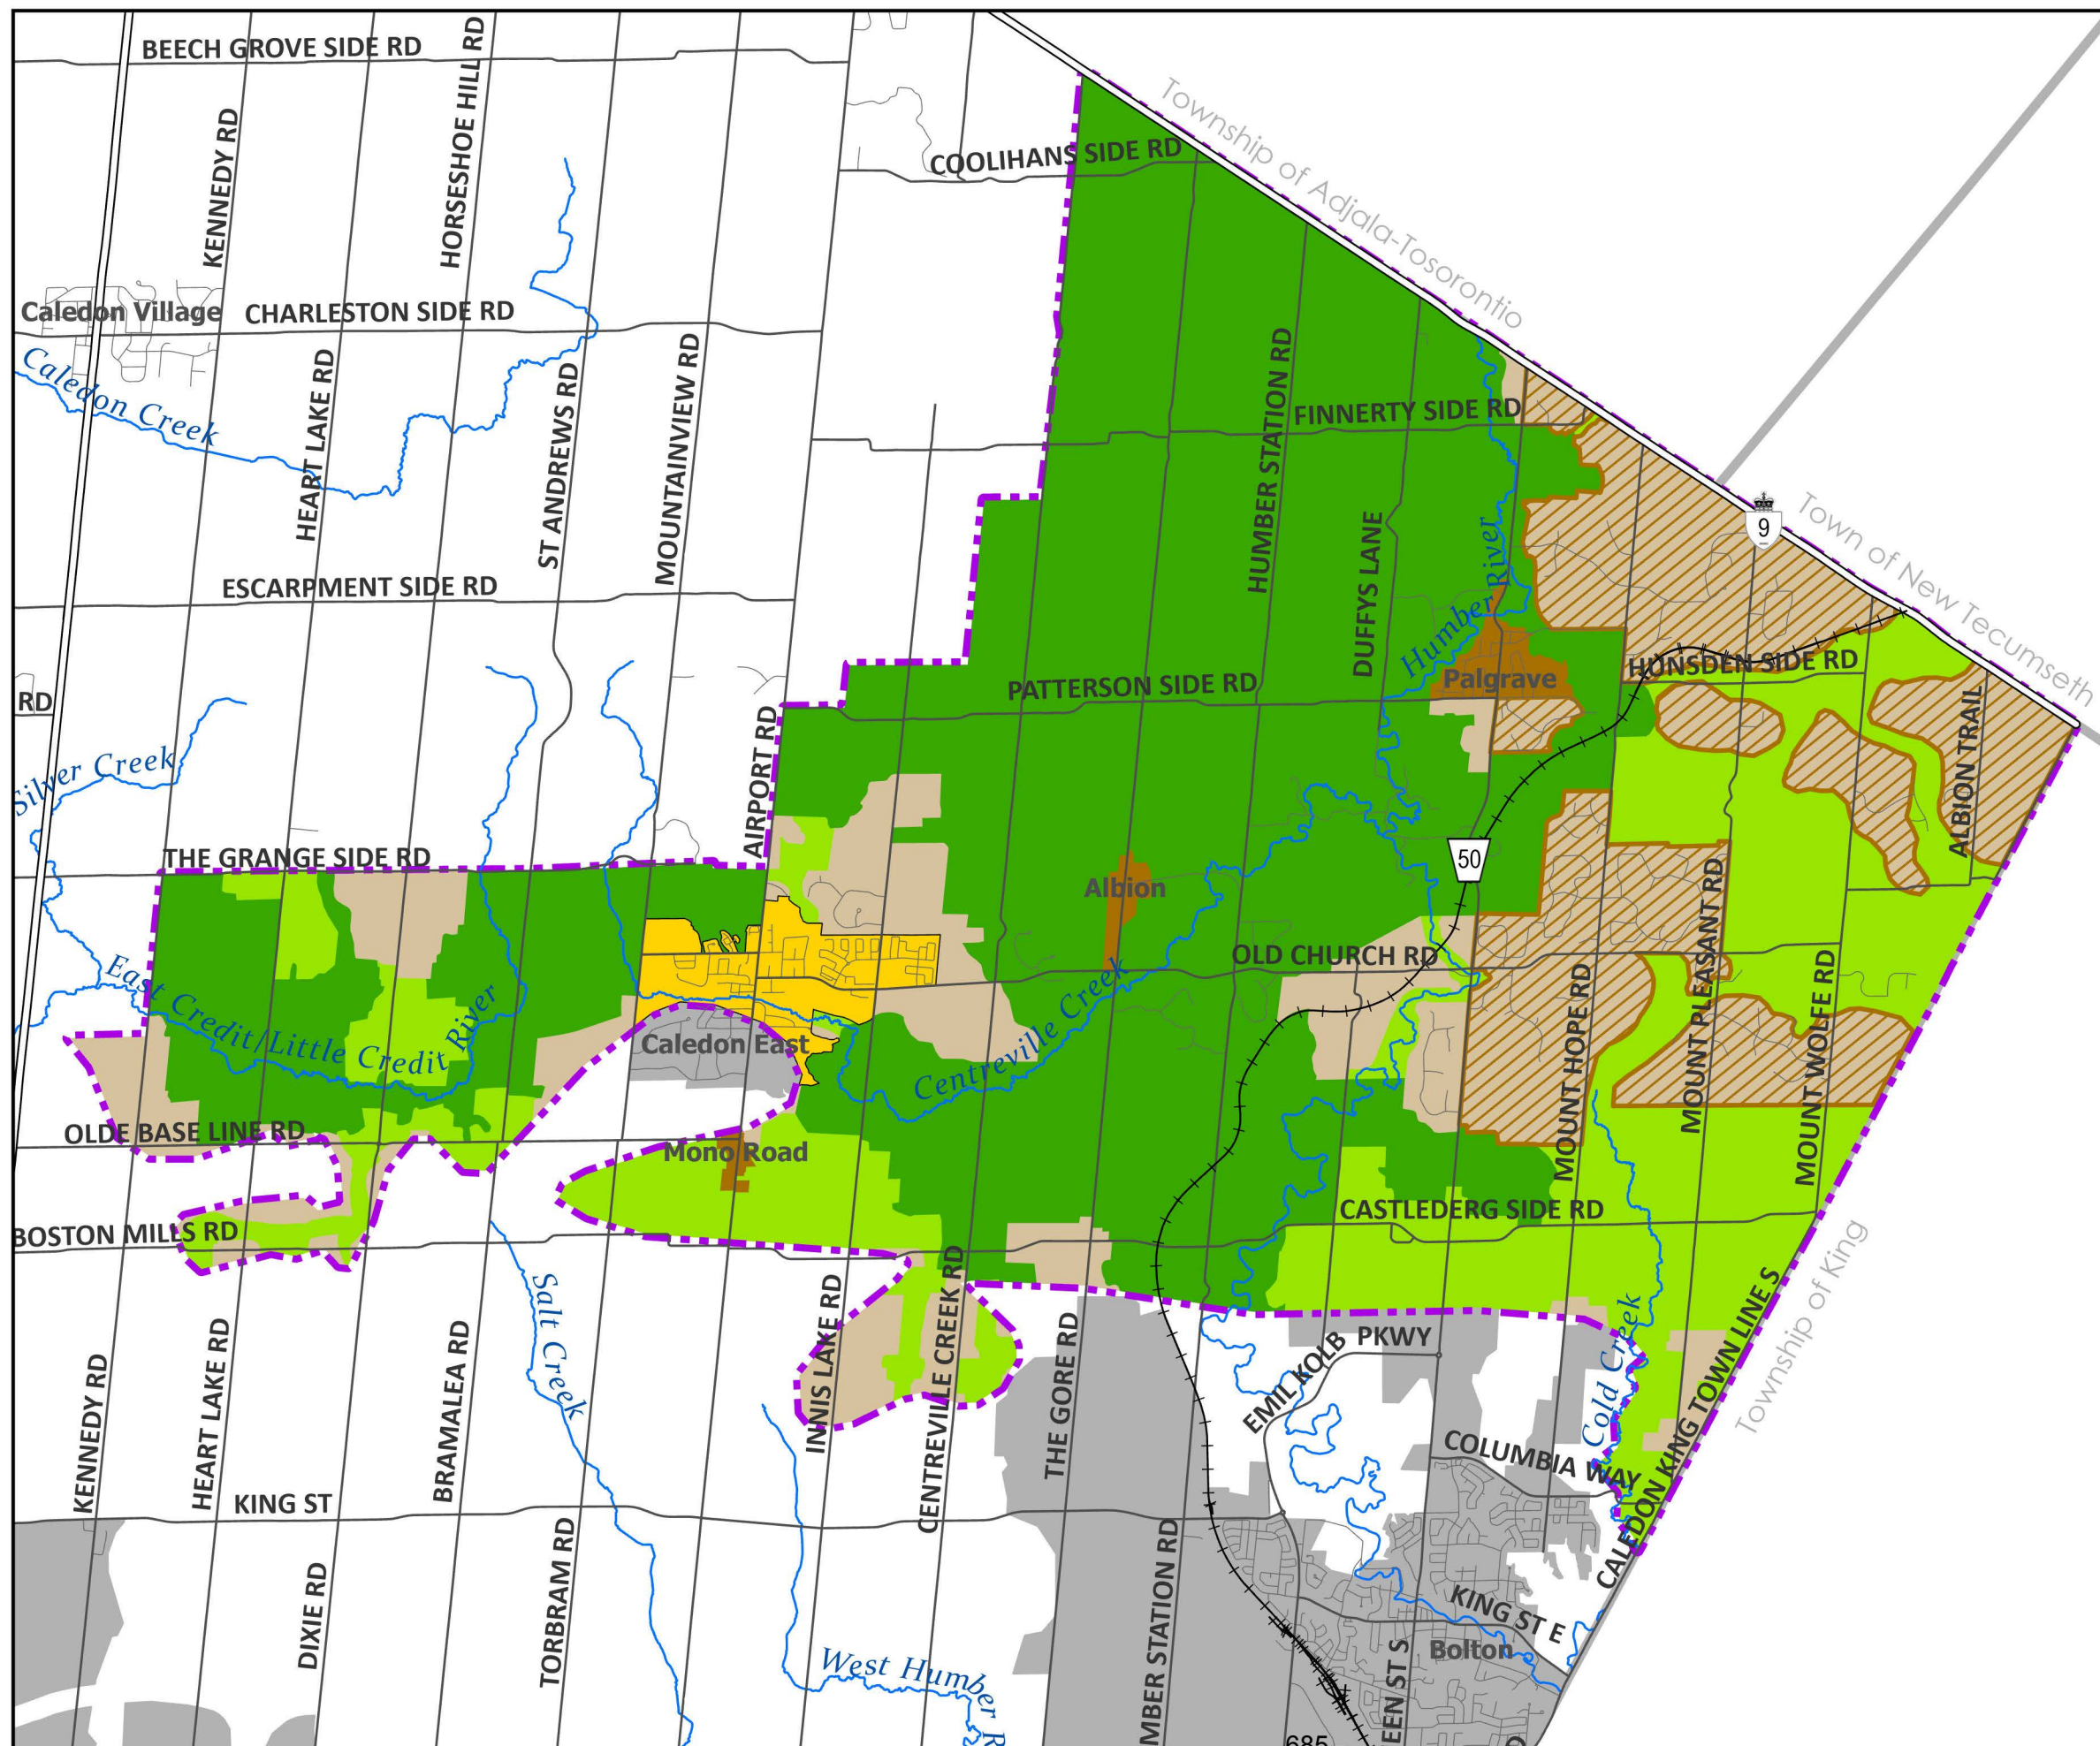 BEECH GROVE SIDE RD
HORSESHOE HILL RD
KENNEDY RD
COOLIHANS SIDE RD
Township of Adjala-Tosorontio
Caledon Village
CHARLESTON SIDE RD
Caledon Creek
HEART LAKE RD
ST ANDREWS RD
MOUNTAINVIEW RD
HUMBER STATION RD
FINNERTY SIDE RD
DUFFYS LANE
Humber River
9
Town of New Tecumseth
ESCARPMENT SIDE RD
RD
PATTERSON SIDE RD
Palgrave
HUNSDEN SIDE RD
ALBION TRAIL
Silver Creek
AIRPORT RD
THE GRANGE SIDE RD
50
Albion
OLD CHURCH RD
MOUNT PLEASANT RD
East Credit/Little Credit River
Caledon East
Centreville Creek
MOUNT HOPE RD
MOUNT WOLFE RD
OLDE BASE LINE RD
Mono Road
CASTLEDERG SIDE RD
BOSTON MILLS RD
Salt Creek
INNIS LAKE RD
CENTREVILLE CREEK RD
THE GORE RD
EMIL KOLB PKWY
Cold Creek
CALEDON KING TOWN LINE S
Township of King
KENNEDY RD
HEART LAKE RD
BRAMALEA RD
COLUMBIA WAY
KING ST
DIXIE RD
TORBRAM RD
MBER STATION RD
KING ST E
Bolton
EEN ST S
West Humber R
685